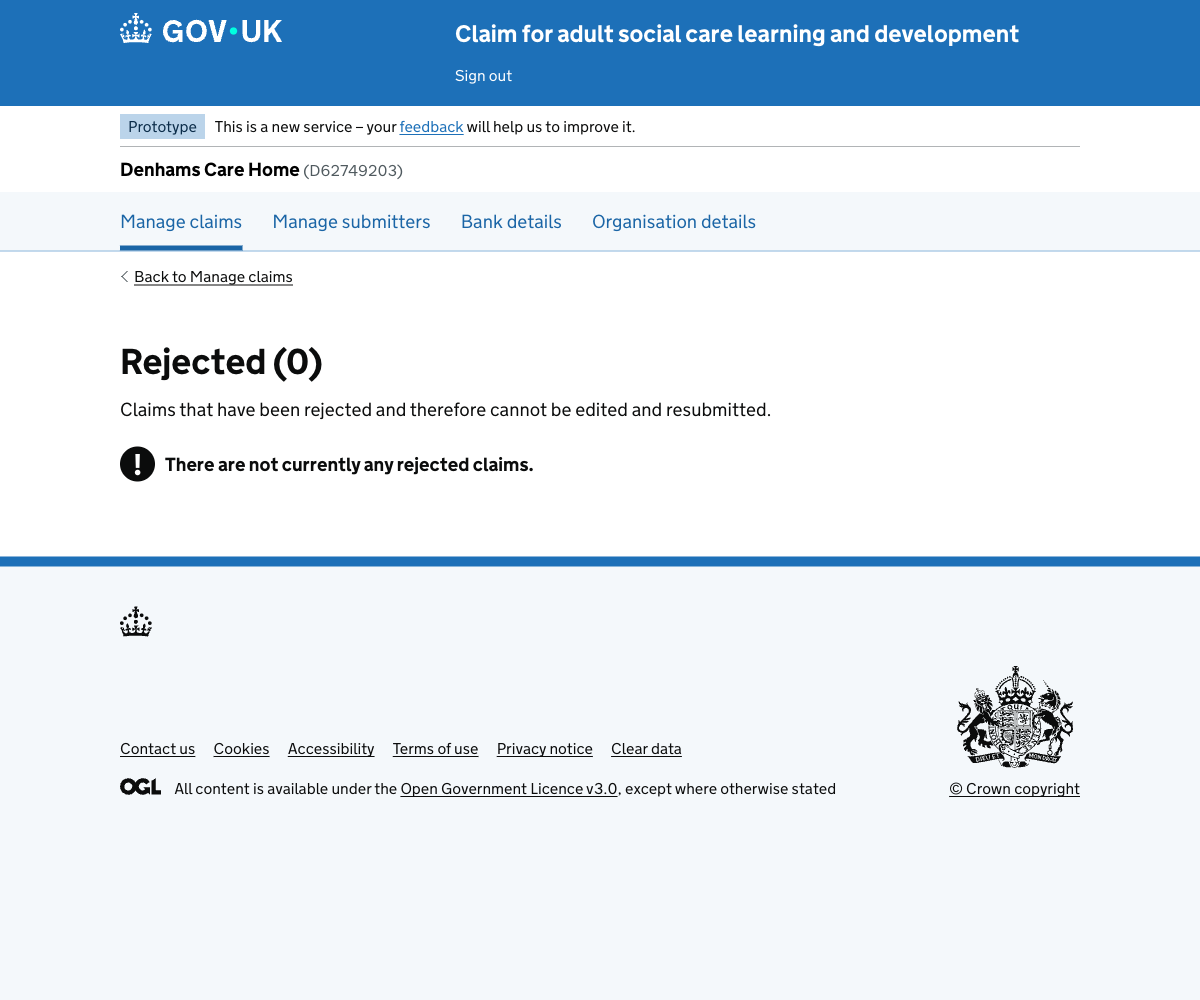 GOV·UK
Claim for adult social care learning and development
Sign out
Prototype This is a new service – your feedback will help us to improve it.
Denhams Care Home (D62749203)
Manage claims Manage submitters Bank details Organisation details
Back to Manage claims
Rejected (0)
Claims that have been rejected and therefore cannot be edited and resubmitted.
! There are not currently any rejected claims.
Contact us Cookies Accessibility Terms of use Privacy notice Clear data
OGL All content is available under the Open Government Licence v3.0, except where otherwise stated
© Crown copyright